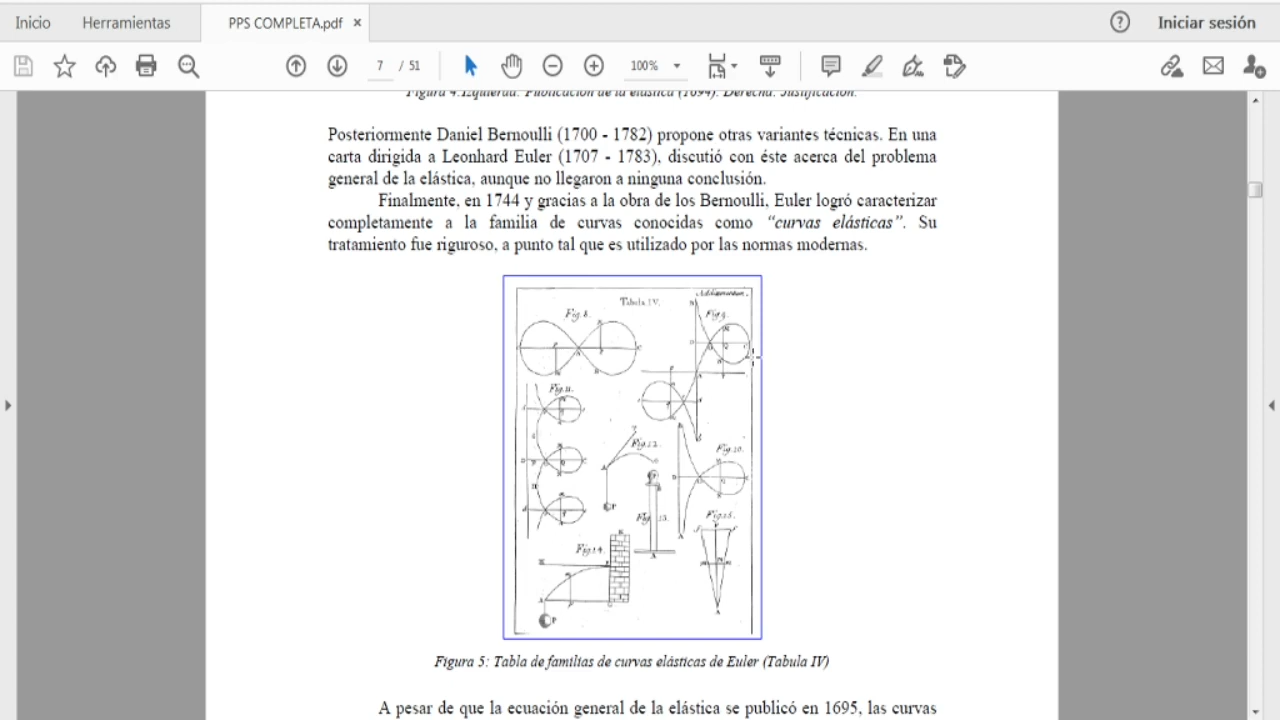 Inicio Herramientas PPS COMPLETA.pdf × ? Iniciar sesión
7 / 51 100%
Figura 4.Izquierda: Publicación de la elástica (1694). Derecha: Justificación.
Posteriormente Daniel Bernoulli (1700 - 1782) propone otras variantes técnicas. En una
carta dirigida a Leonhard Euler (1707 - 1783), discutió con éste acerca del problema
general de la elástica, aunque no llegaron a ninguna conclusión.
Finalmente, en 1744 y gracias a la obra de los Bernoulli, Euler logró caracterizar
completamente a la familia de curvas conocidas como "curvas elásticas". Su
tratamiento fue riguroso, a punto tal que es utilizado por las normas modernas.
Additamentum.
Tabula IV.
Fig. 8. Fig. 9.
Fig. 11.
Fig. 12. Fig. 10.
Fig. 13.
Fig. 14.
Figura 5: Tabla de familias de curvas elásticas de Euler (Tabula IV)
A pesar de que la ecuación general de la elástica se publicó en 1695, las curvas